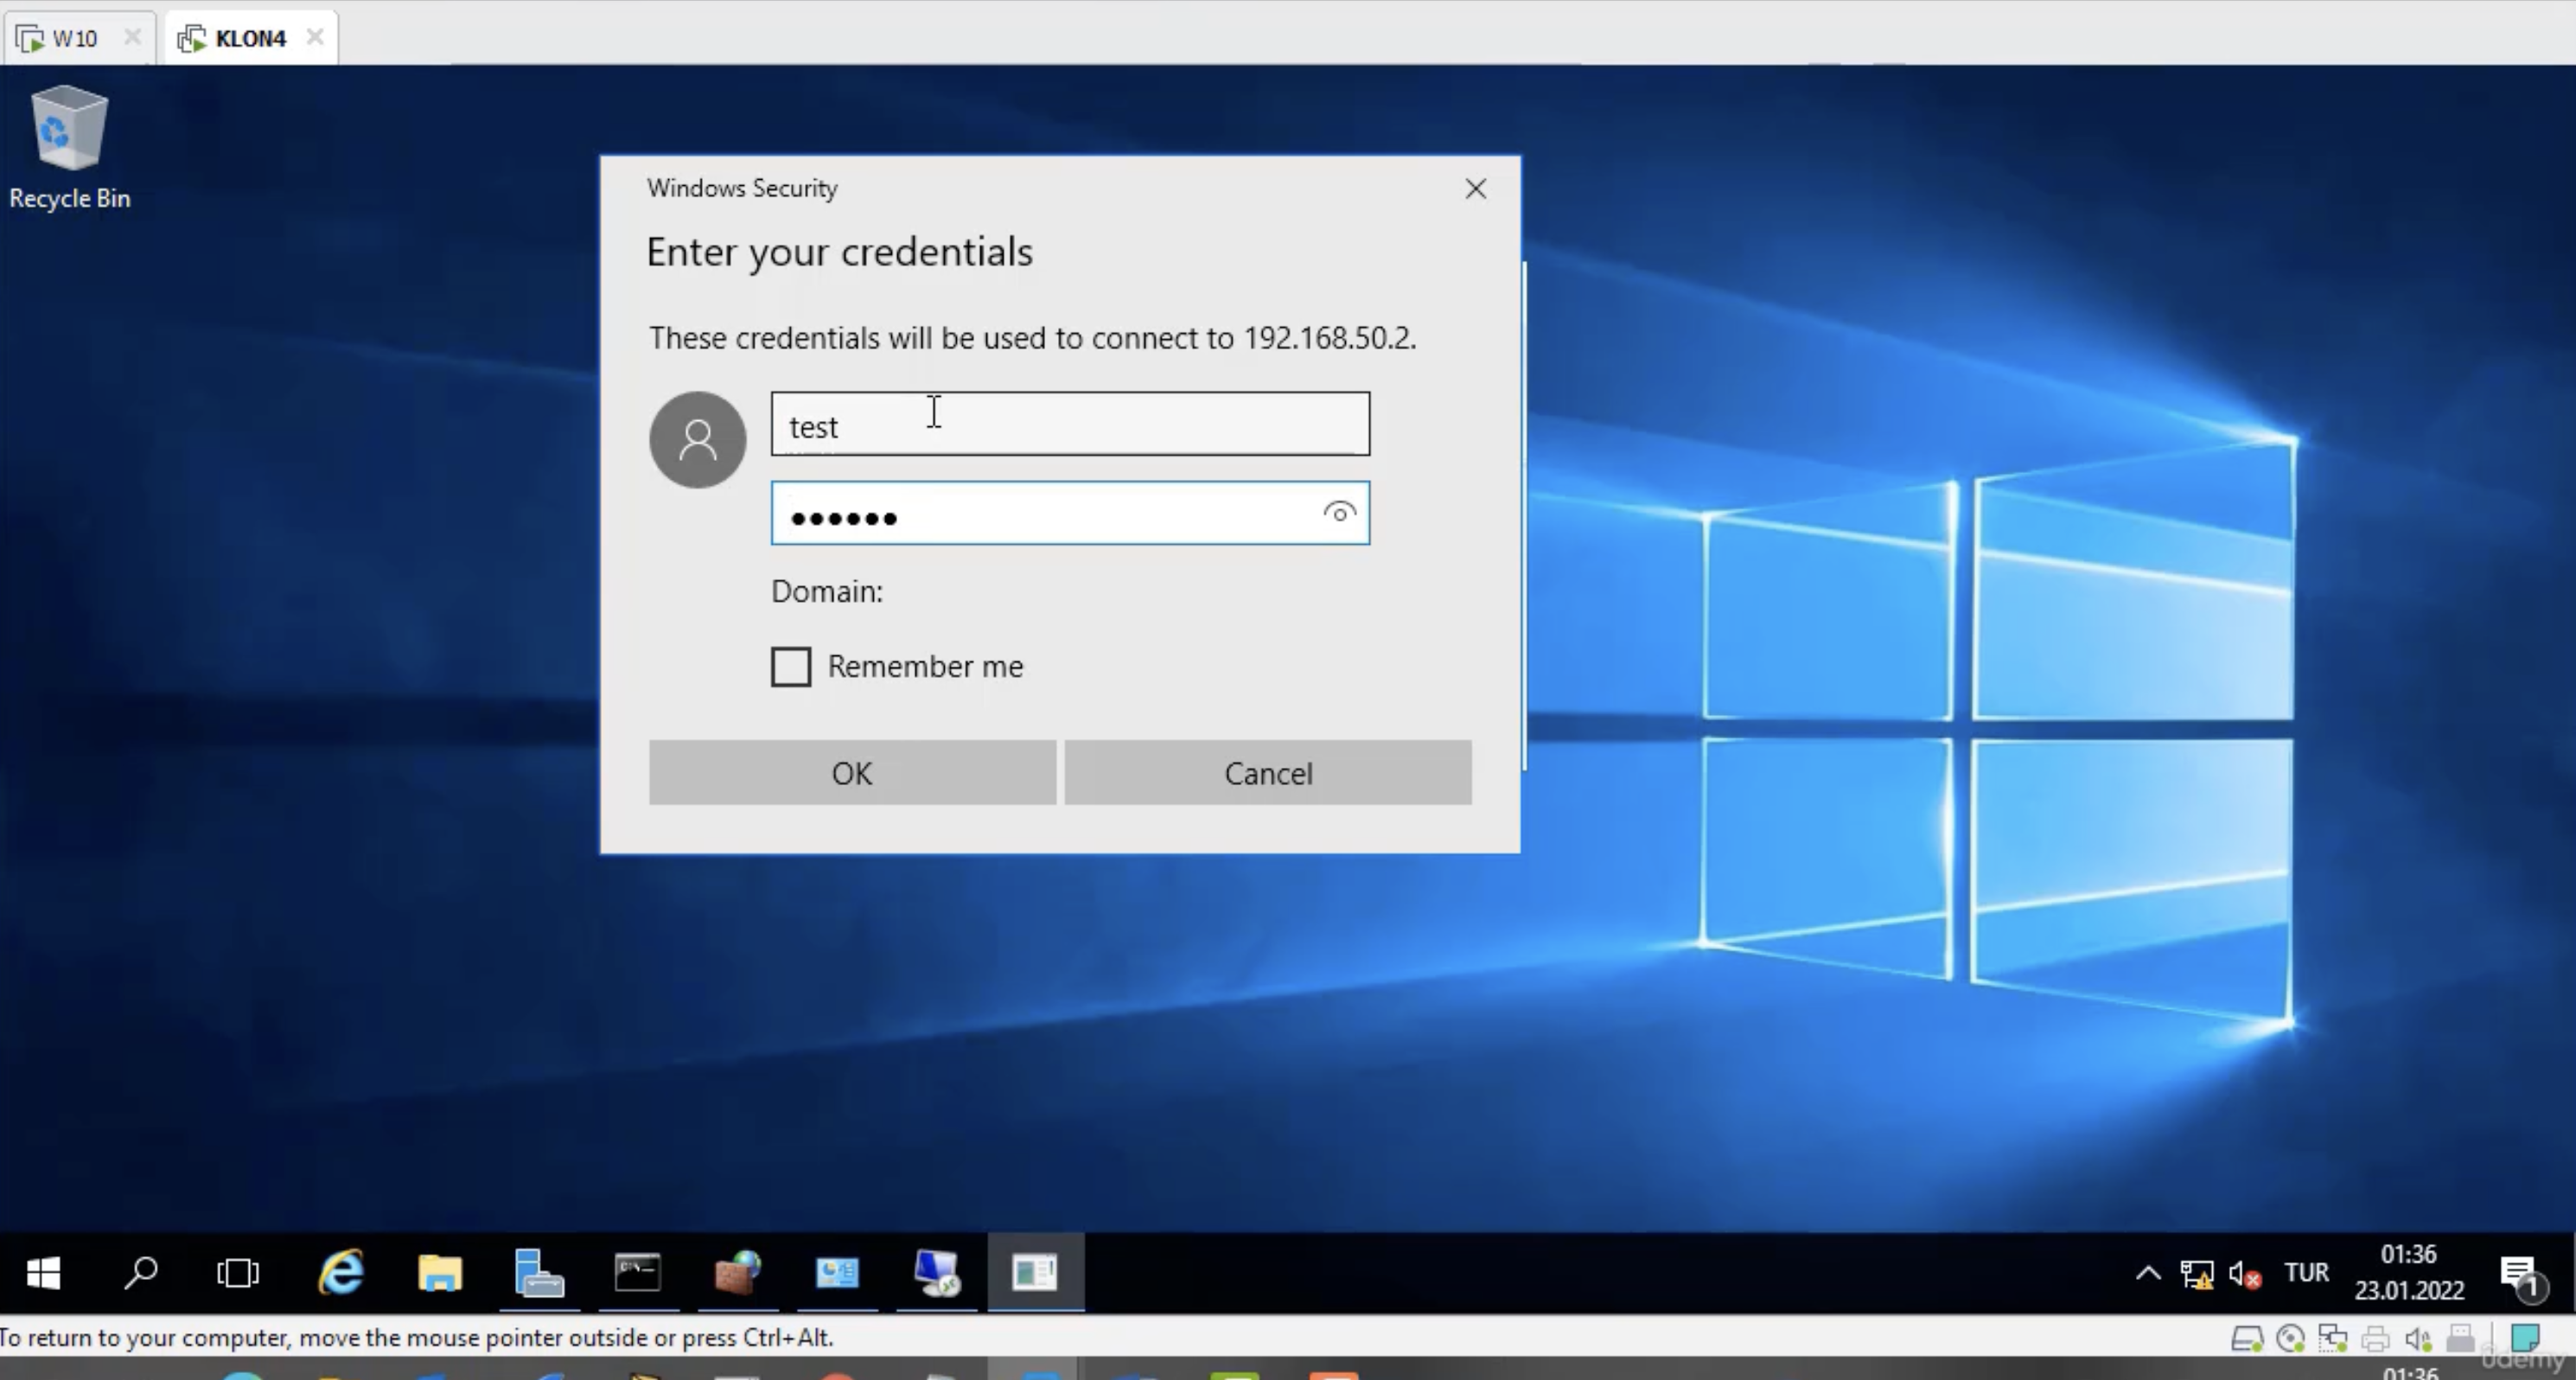 W10
KLON4
Recycle Bin
Windows Security
Enter your credentials
These credentials will be used to connect to 192.168.50.2.
test
●●●●●●
Domain:
Remember me
OK
Cancel
TUR
01:36
23.01.2022
1
To return to your computer, move the mouse pointer outside or press Ctrl+Alt.
udemy
01:36